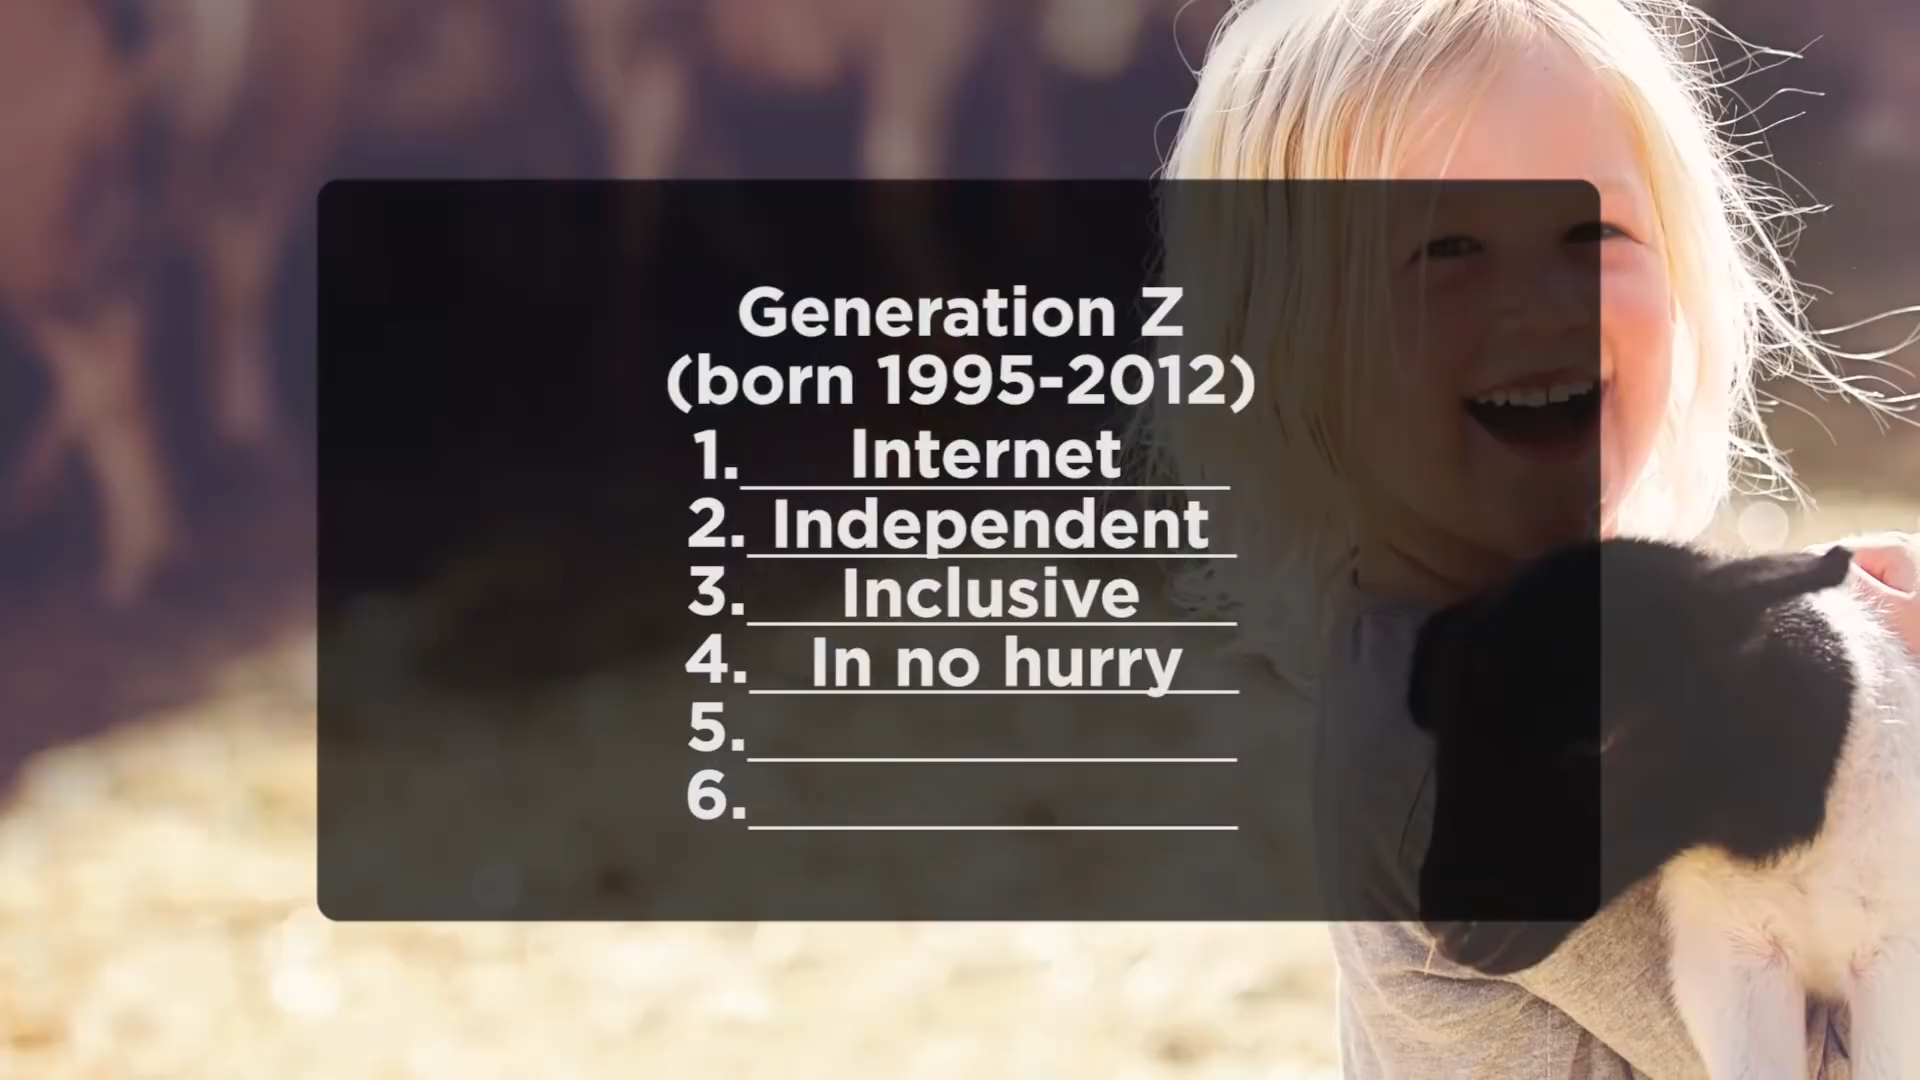 Generation Z
(born 1995-2012)
1. Internet
2. Independent
3. Inclusive
4. In no hurry
5.
6.